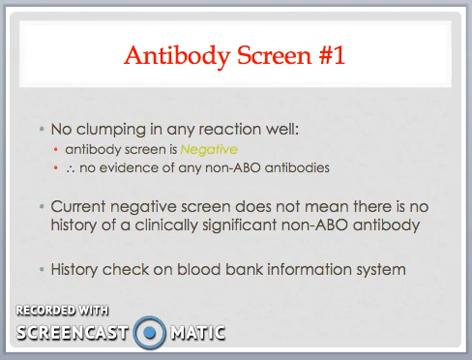 Antibody Screen #1
• No clumping in any reaction well:
• antibody screen is Negative
• ∴ no evidence of any non-ABO antibodies
• Current negative screen does not mean there is no
history of a clinically significant non-ABO antibody
• History check on blood bank information system
RECORDED WITH
SCREENCAST MATIC